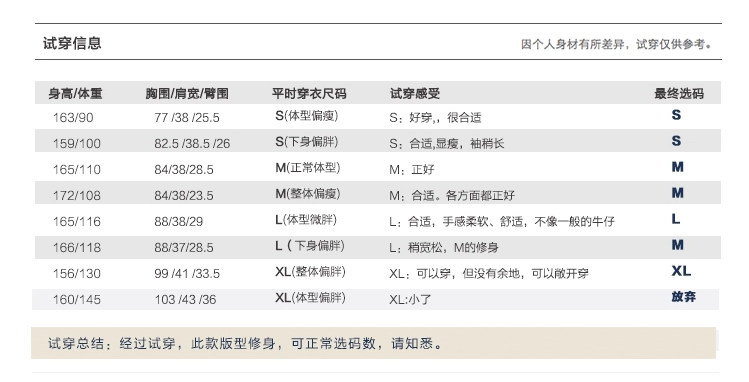 试穿信息 因个人身材有所差异，试穿仅供参考。
身高/体重 胸围/肩宽/臂围 平时穿衣尺码 试穿感受 最终选码
163/90 77 /38 /25.5 S(体型偏瘦) S：好穿,，很合适 S
159/100 82.5 /38.5 /26 S(下身偏胖) S：合适,显瘦，袖稍长 S
165/110 84/38/28.5 M(正常体型) M；正好 M
172/108 84/38/23.5 M(整体偏瘦) M；合适。各方面都正好 M
165/116 88/38/29 L(体型微胖) L：合适，手感柔软、舒适，不像一般的牛仔 L
166/118 88/37/28.5 L（下身偏胖) L：稍宽松，M的修身 M
156/130 99 /41 /33.5 XL(整体偏胖) XL：可以穿，但没有余地，可以敞开穿 XL
160/145 103 /43 /36 XL(体型偏胖) XL:小了 放弃
试穿总结：经过试穿，此款版型修身，可正常选码数，请知悉。